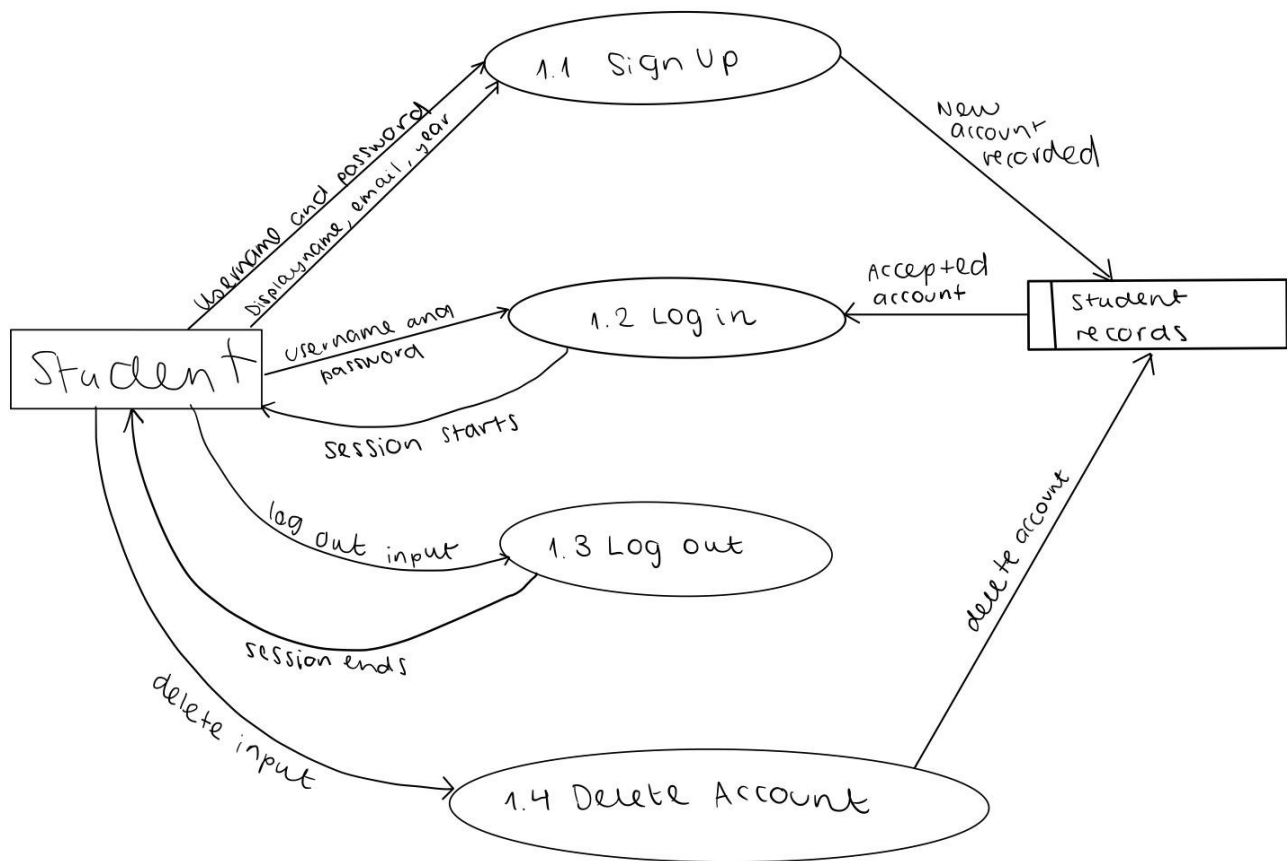 1.1 Sign Up
Username and password
Displayname, email, year
New
account
recorded
Student
username and
password
1.2 Log in
Accepted
account
Student
records
session starts
log out input
1.3 Log out
session ends
delete input
delete account
1.4 Delete Account